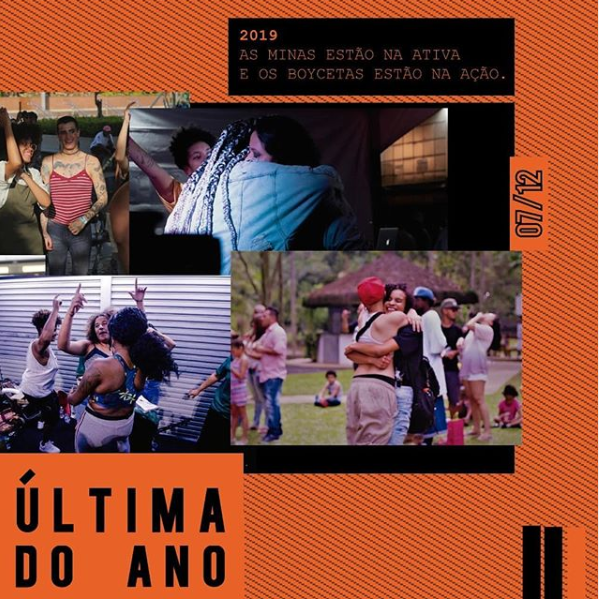 2019
AS MINAS ESTÃO NA ATIVA
E OS BOYCETAS ESTÃO NA AÇÃO.
07/12
ÚLTIMA
DO ANO